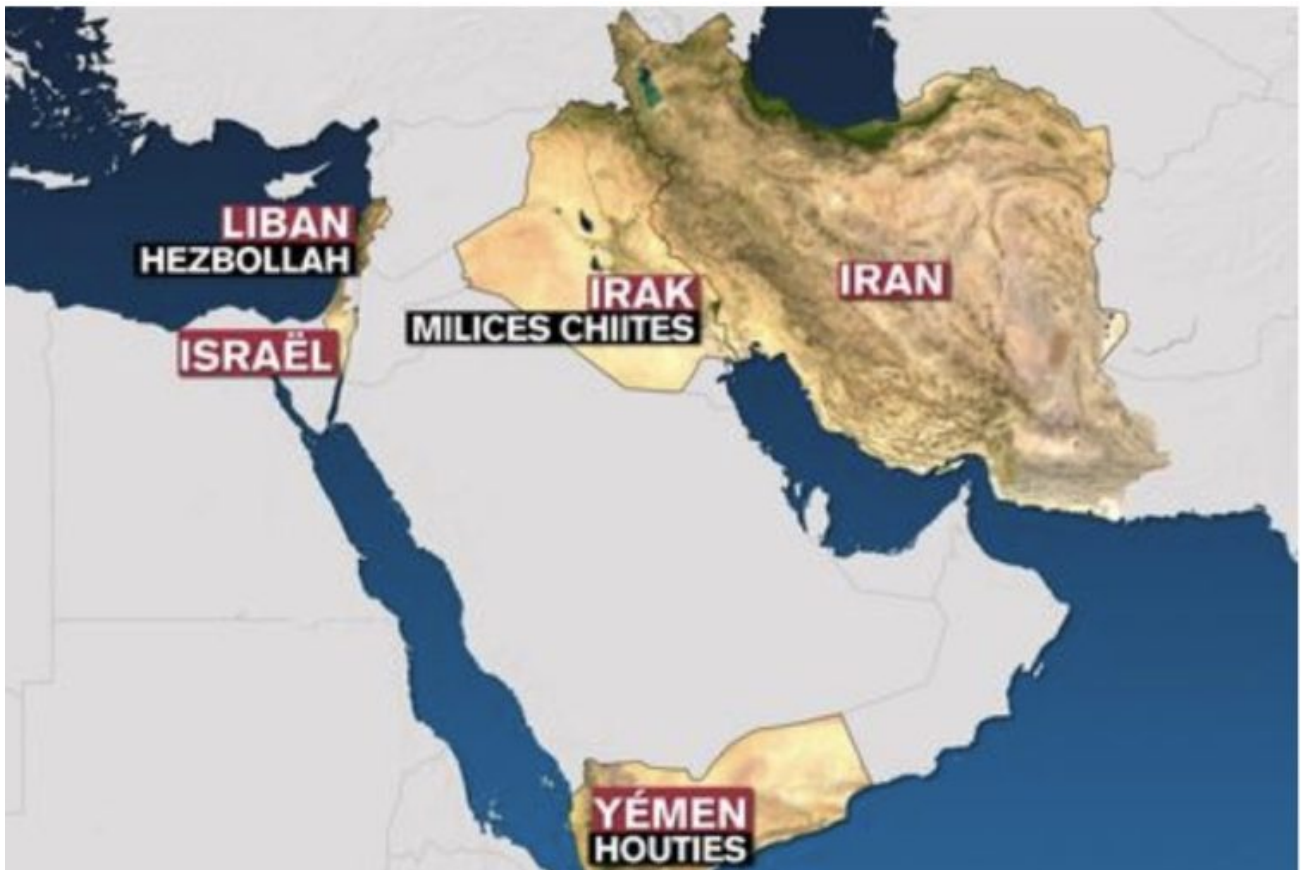 LIBAN
HEZBOLLAH
IRAK
MILICES CHIITES
IRAN
ISRAËL
YÉMEN
HOUTIES